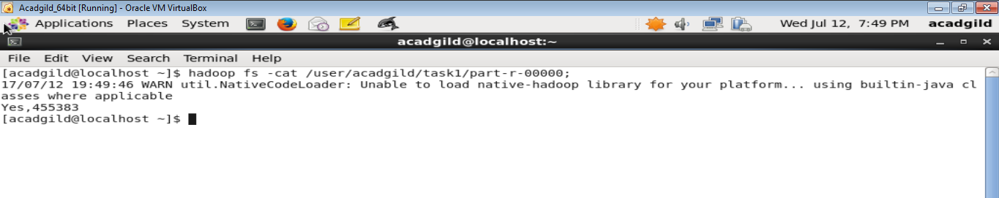 Acadgild_64bit [Running] - Oracle VM VirtualBox
Applications Places System Wed Jul 12, 7:49 PM acadgild
acadgild@localhost:~
File Edit View Search Terminal Help
[acadgild@localhost ~]$ hadoop fs -cat /user/acadgild/task1/part-r-00000;
17/07/12 19:49:46 WARN util.NativeCodeLoader: Unable to load native-hadoop library for your platform... using builtin-java cl
asses where applicable
Yes,455383
[acadgild@localhost ~]$